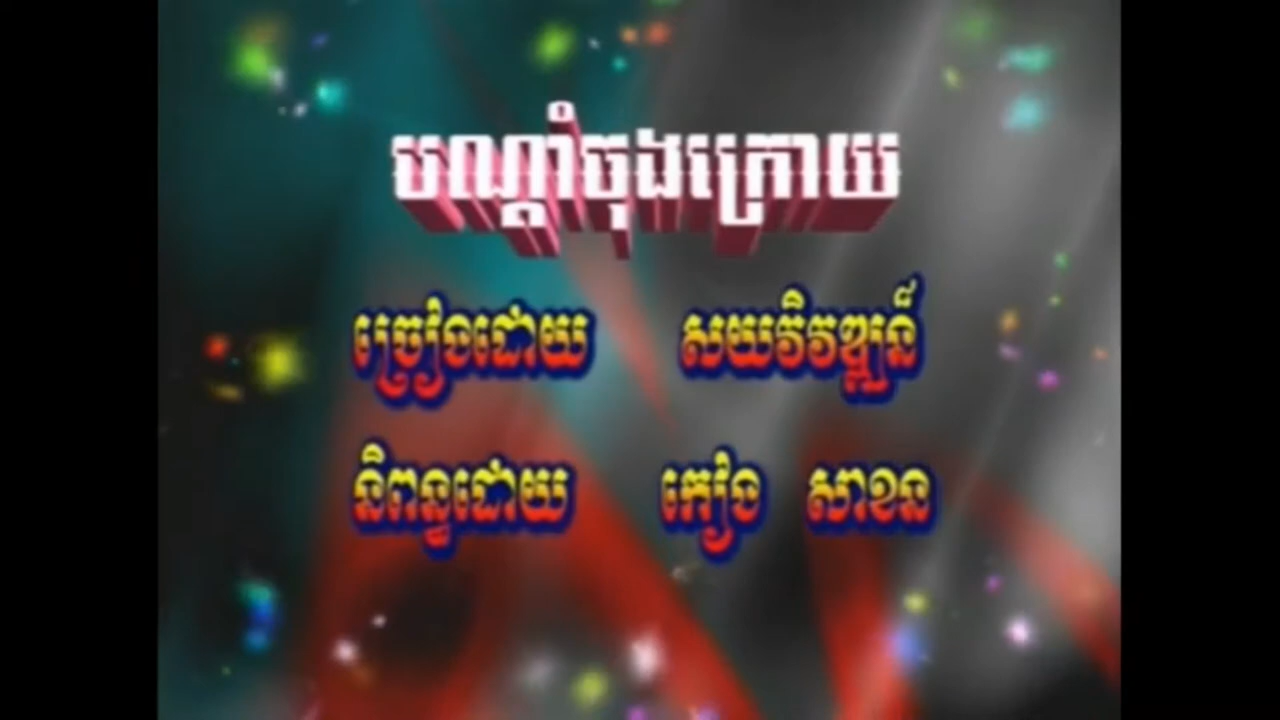 បណ្ដាំចុងក្រោយ
ច្រៀងដោយ សយវិវឌ្ឍន៍
និពន្ធដោយ កៀង សាខន